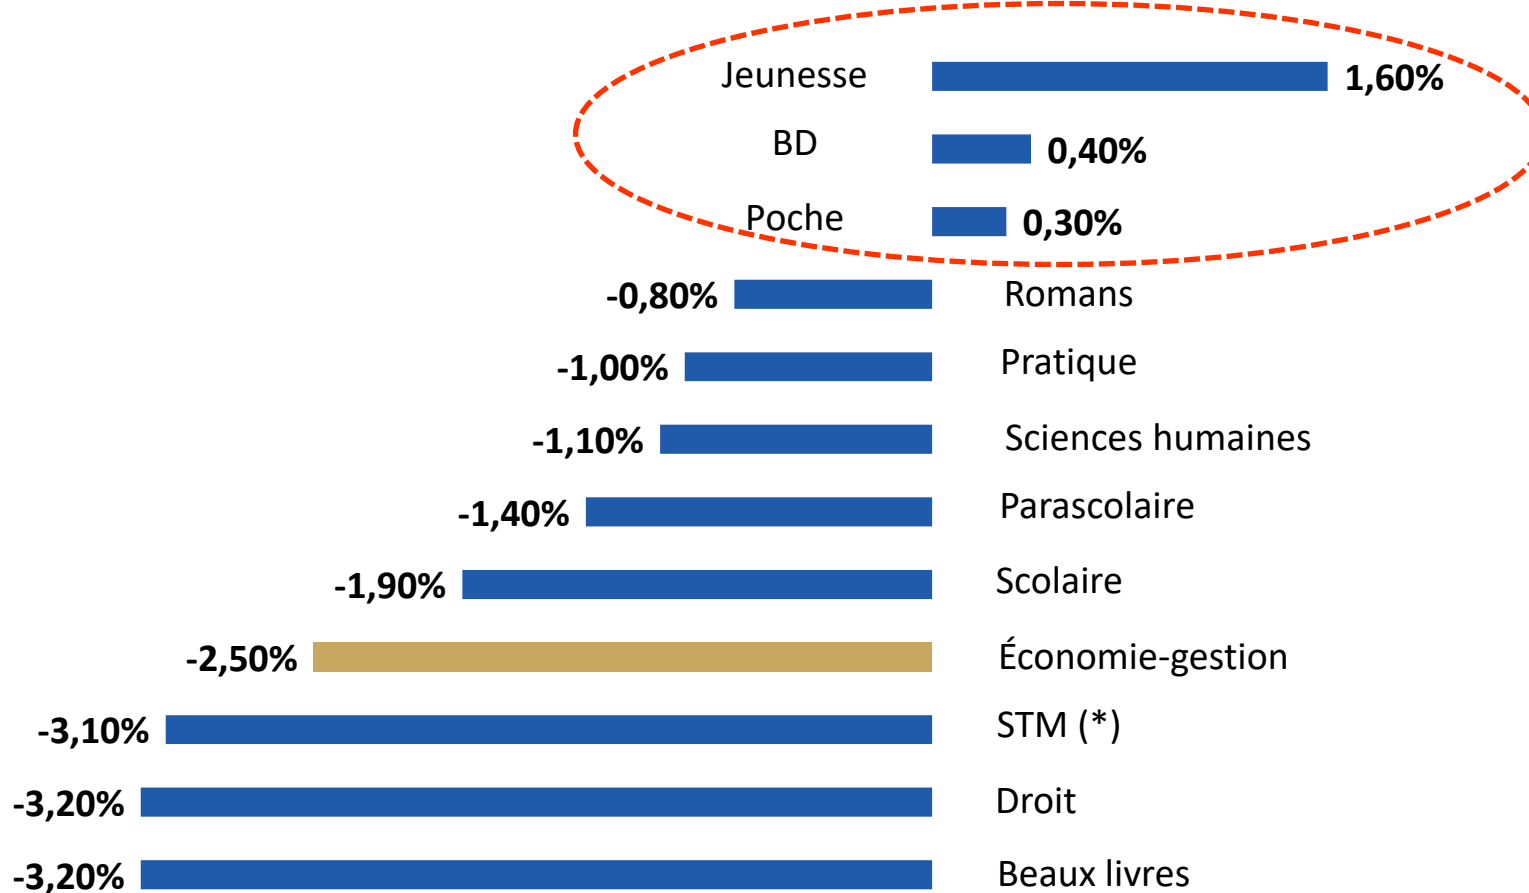 Jeunesse 1,60%
BD 0,40%
Poche 0,30%
-0,80% Romans
-1,00% Pratique
-1,10% Sciences humaines
-1,40% Parascolaire
-1,90% Scolaire
-2,50% Économie-gestion
-3,10% STM (*)
-3,20% Droit
-3,20% Beaux livres